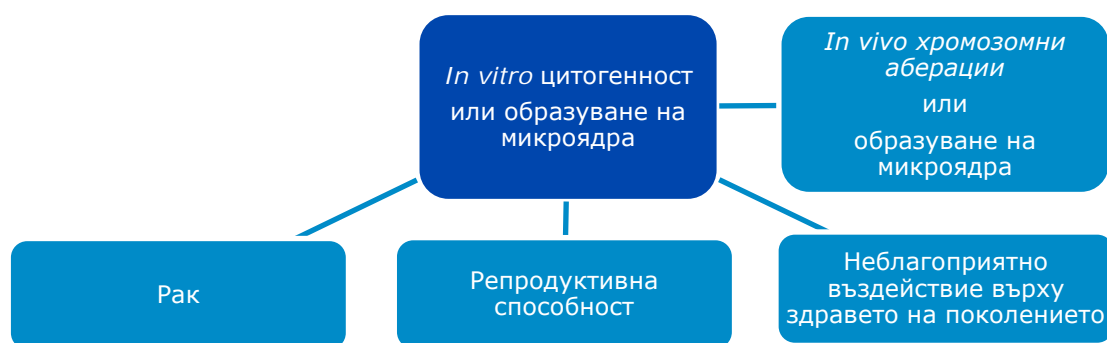 In vitro цитогенност
или образуване на
микроядра
In vivo хромозомни
аберации
или
образуване на
микроядра
Рак
Репродуктивна
способност
Неблагоприятно
въздействие върху
здравето на поколението